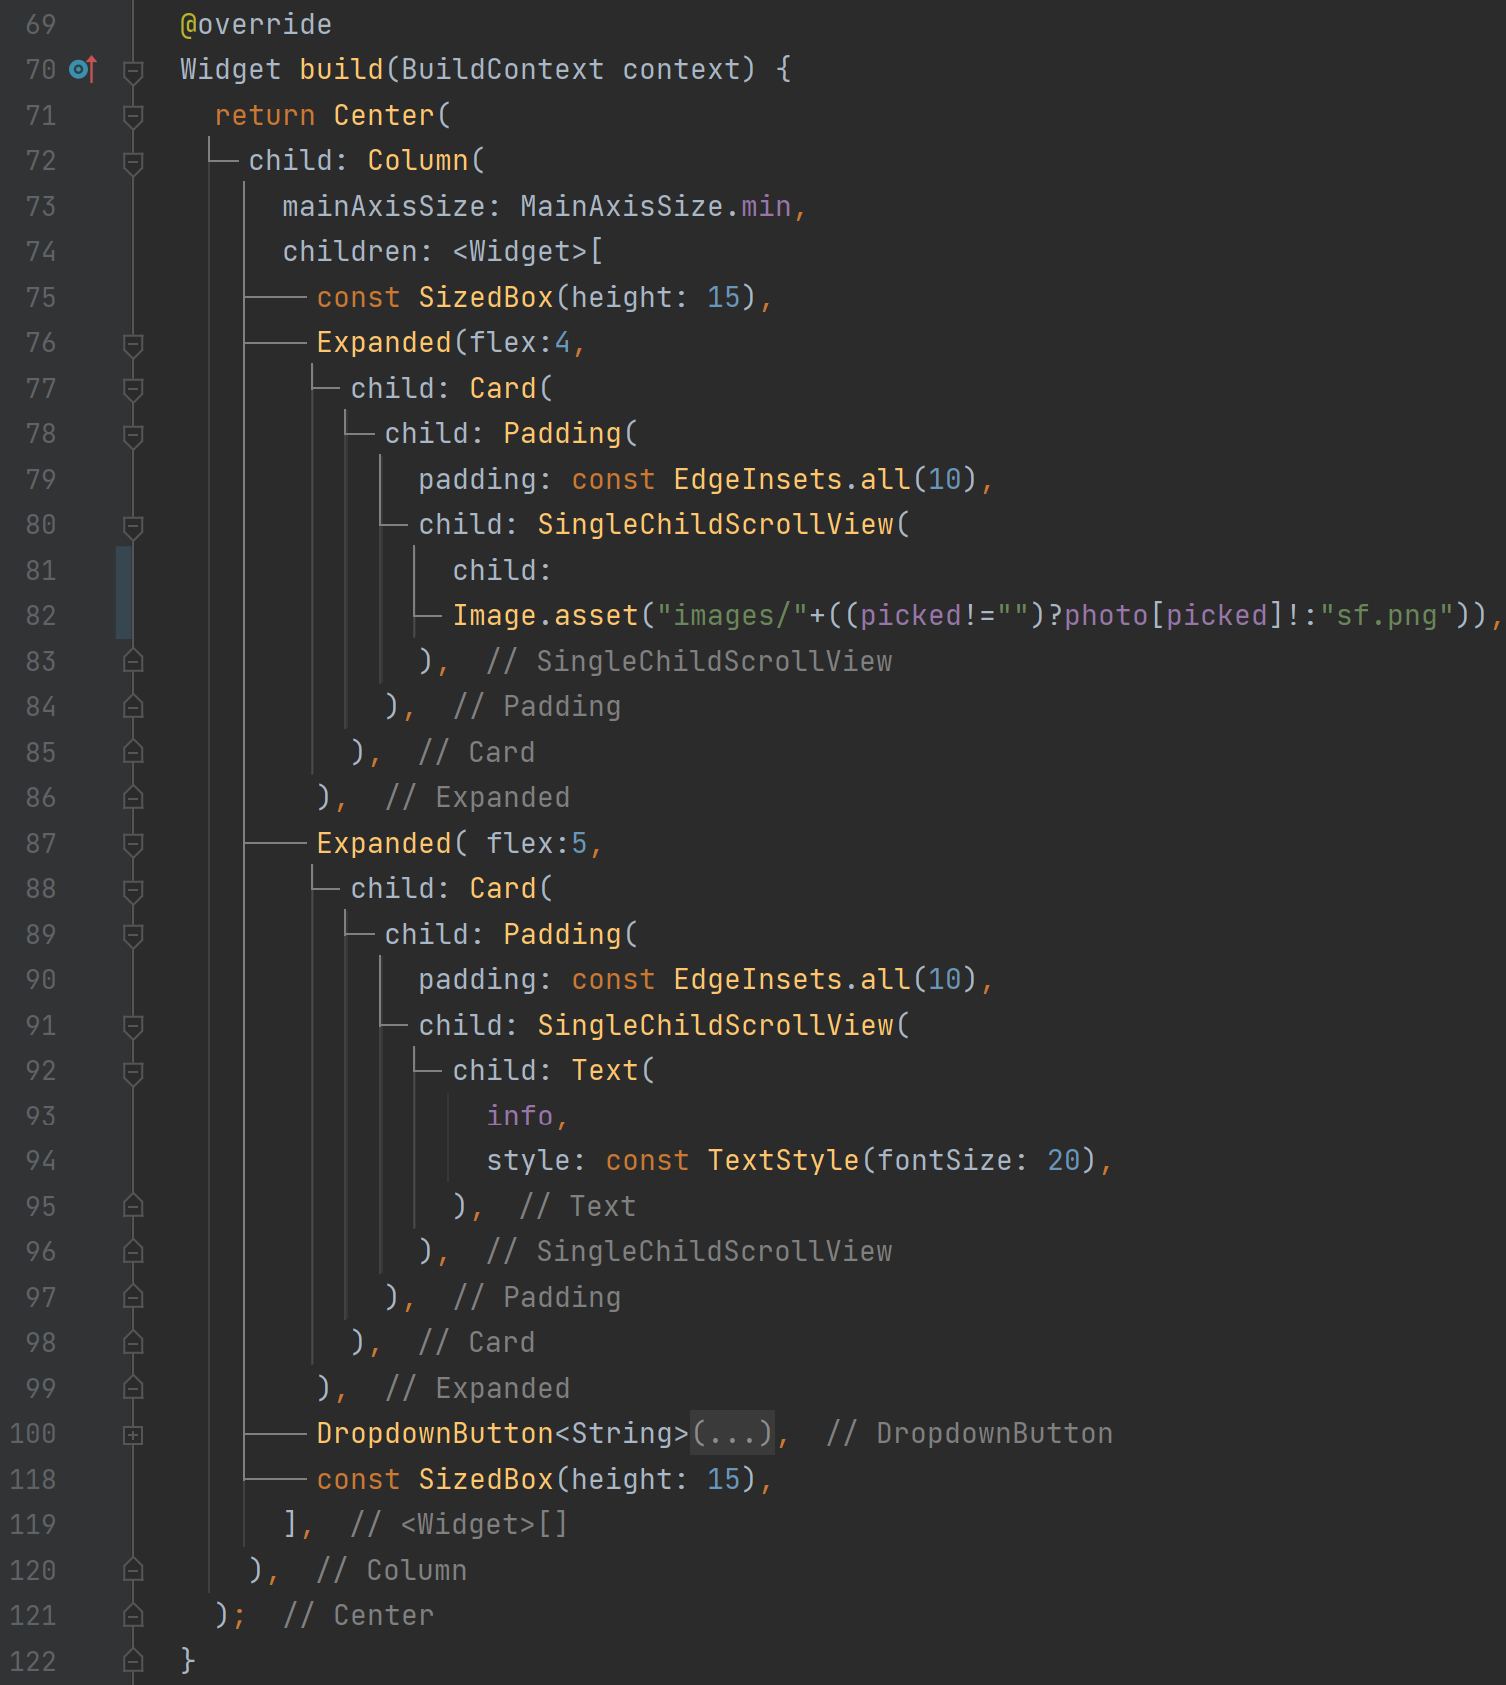 69 @override
70 Widget build(BuildContext context) {
71 return Center(
72 child: Column(
73 mainAxisSize: MainAxisSize.min,
74 children: <Widget>[
75 const SizedBox(height: 15),
76 Expanded(flex:4,
77 child: Card(
78 child: Padding(
79 padding: const EdgeInsets.all(10),
80 child: SingleChildScrollView(
81 child:
82 Image.asset("images/"+((picked!="")?photo[picked]!:"sf.png")),
83 ), // SingleChildScrollView
84 ), // Padding
85 ), // Card
86 ), // Expanded
87 Expanded( flex:5,
88 child: Card(
89 child: Padding(
90 padding: const EdgeInsets.all(10),
91 child: SingleChildScrollView(
92 child: Text(
93 info,
94 style: const TextStyle(fontSize: 20),
95 ), // Text
96 ), // SingleChildScrollView
97 ), // Padding
98 ), // Card
99 ), // Expanded
100 DropdownButton<String>(...), // DropdownButton
118 const SizedBox(height: 15),
119 ], // <Widget>[]
120 ), // Column
121 ); // Center
122 }